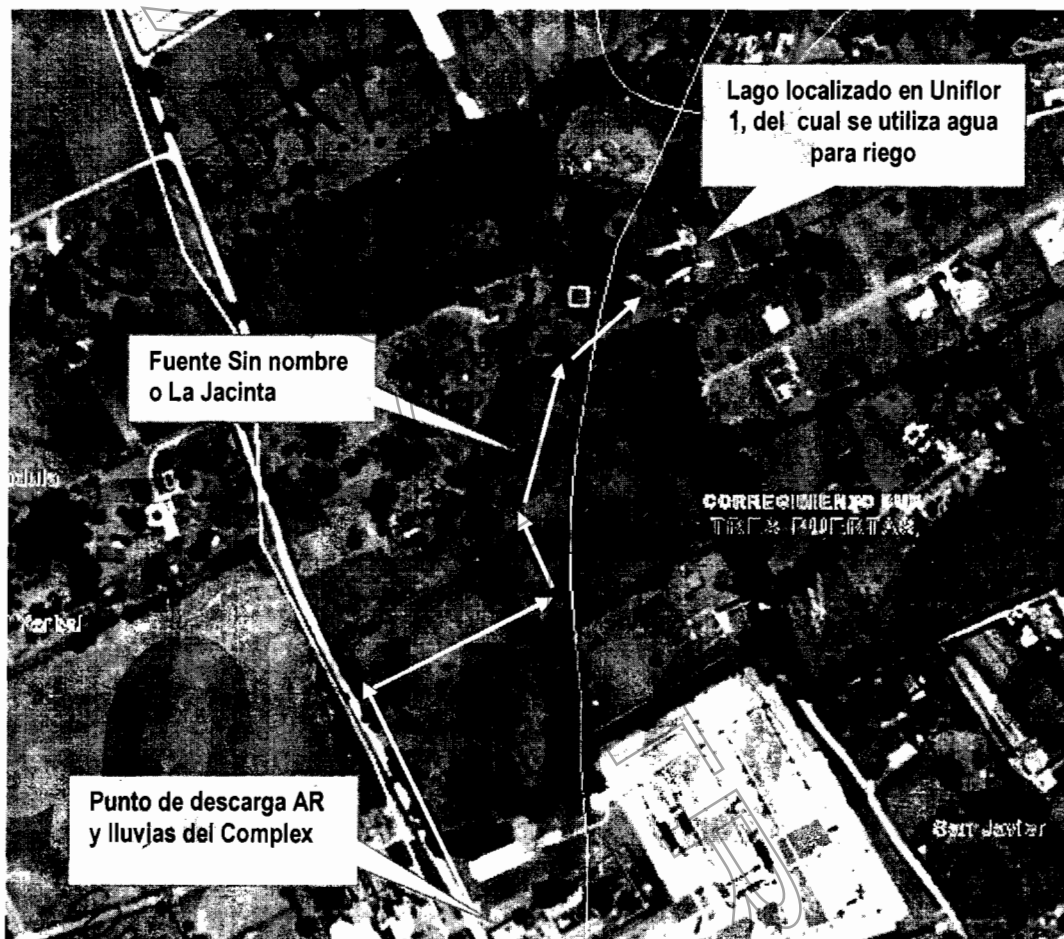 Lago localizado en Uniflor
1, del cual se utiliza agua
para riego
Fuente Sin nombre
o La Jacinta
CORREGIMIENTO
TRES PUERTAS,
Punto de descarga AR
y lluvias del Complex
San Javier